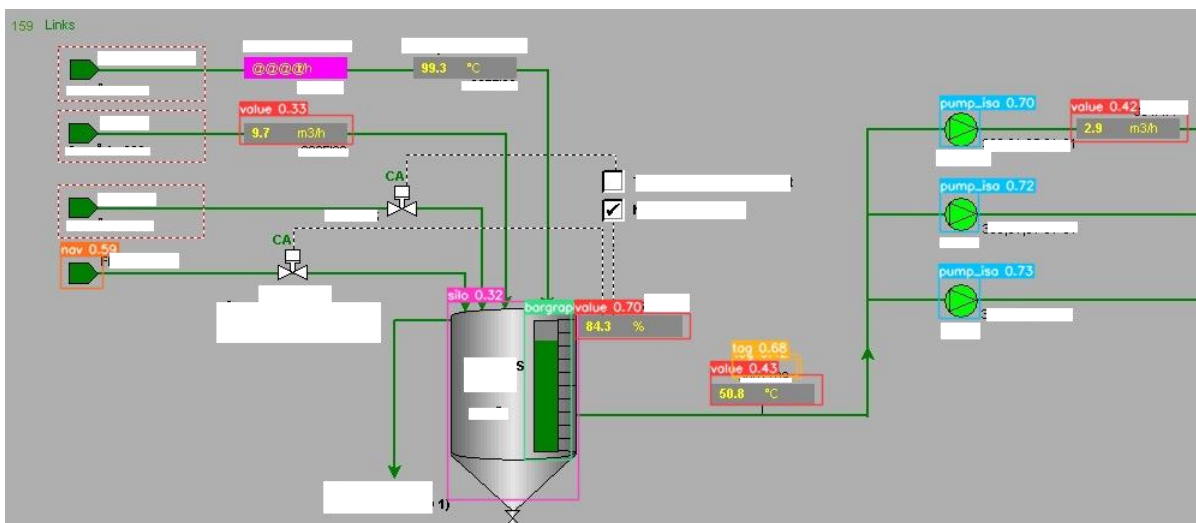 159 Links
@@@@/h
99.3 °C
value 0.33
9.7 m3/h
pump_isa 0.70
value 0.42
2.9 m3/h
CA
pump_isa 0.72
CA
nav 0.59
pump_isa 0.73
silo 0.32
bargrap
value 0.70
84.3 %
S
tag 0.68
value 0.43
50.8 °C
1)